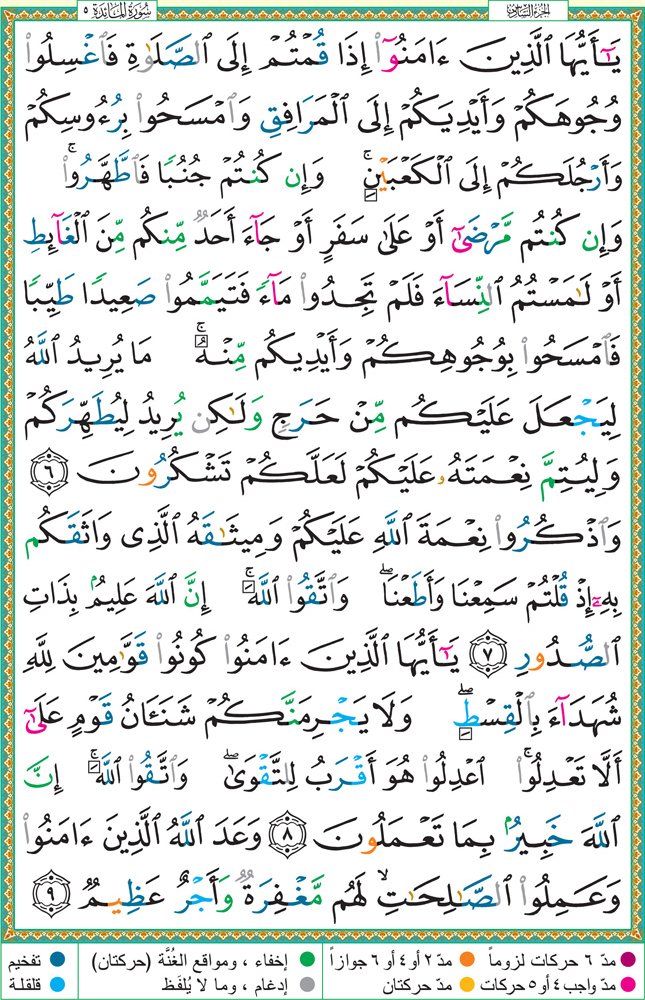 الجزء السادس
سُورَةُ المَائدَة ٥
يَـٰٓأَيُّهَا ٱلَّذِينَ ءَامَنُوٓا۟ إِذَا قُمْتُمْ إِلَى ٱلصَّلَوٰةِ فَٱغْسِلُوا۟
وُجُوهَكُمْ وَأَيْدِيَكُمْ إِلَى ٱلْمَرَافِقِ وَٱمْسَحُوا۟ بِرُءُوسِكُمْ
وَأَرْجُلَكُمْ إِلَى ٱلْكَعْبَيْنِ ۚ وَإِن كُنتُمْ جُنُبًا فَٱطَّهَّرُوا۟ ۚ
وَإِن كُنتُم مَّرْضَىٰٓ أَوْ عَلَىٰ سَفَرٍ أَوْ جَآءَ أَحَدٌ مِّنكُم مِّنَ ٱلْغَآئِطِ
أَوْ لَـٰمَسْتُمُ ٱلنِّسَآءَ فَلَمْ تَجِدُوا۟ مَآءً فَتَيَمَّمُوا۟ صَعِيدًا طَيِّبًا
فَٱمْسَحُوا۟ بِوُجُوهِكُمْ وَأَيْدِيكُم مِّنْهُ ۚ مَا يُرِيدُ ٱللَّهُ
لِيَجْعَلَ عَلَيْكُم مِّنْ حَرَجٍ وَلَـٰكِن يُرِيدُ لِيُطَهِّرَكُمْ
وَلِيُتِمَّ نِعْمَتَهُۥ عَلَيْكُمْ لَعَلَّكُمْ تَشْكُرُونَ ٦
وَٱذْكُرُوا۟ نِعْمَةَ ٱللَّهِ عَلَيْكُمْ وَمِيثَـٰقَهُ ٱلَّذِى وَاثَقَكُم
بِهِۦٓ إِذْ قُلْتُمْ سَمِعْنَا وَأَطَعْنَا ۖ وَٱتَّقُوا۟ ٱللَّهَ ۚ إِنَّ ٱللَّهَ عَلِيمٌۢ بِذَاتِ
ٱلصُّدُورِ ٧ يَـٰٓأَيُّهَا ٱلَّذِينَ ءَامَنُوا۟ كُونُوا۟ قَوَّٰمِينَ لِلَّهِ
شُهَدَآءَ بِٱلْقِسْطِ ۖ وَلَا يَجْرِمَنَّكُمْ شَنَـَٔانُ قَوْمٍ عَلَىٰٓ
أَلَّا تَعْدِلُوا۟ ۚ ٱعْدِلُوا۟ هُوَ أَقْرَبُ لِلتَّقْوَىٰ ۖ وَٱتَّقُوا۟ ٱللَّهَ ۚ إِنَّ
ٱللَّهَ خَبِيرٌۢ بِمَا تَعْمَلُونَ ٨ وَعَدَ ٱللَّهُ ٱلَّذِينَ ءَامَنُوا۟
وَعَمِلُوا۟ ٱلصَّـٰلِحَـٰتِ ۙ لَهُم مَّغْفِرَةٌ وَأَجْرٌ عَظِيمٌ ٩
مدّ ٦ حركات لزوماً مدّ ٢ أو ٤ أو ٦ جوازاً إخفاء ، ومواقع الغُنَّة (حركتان) تفخيم
مدّ واجب ٤ أو ٥ حركات مدّ حركتان إدغام ، وما لا يُلفَظ قلقلة